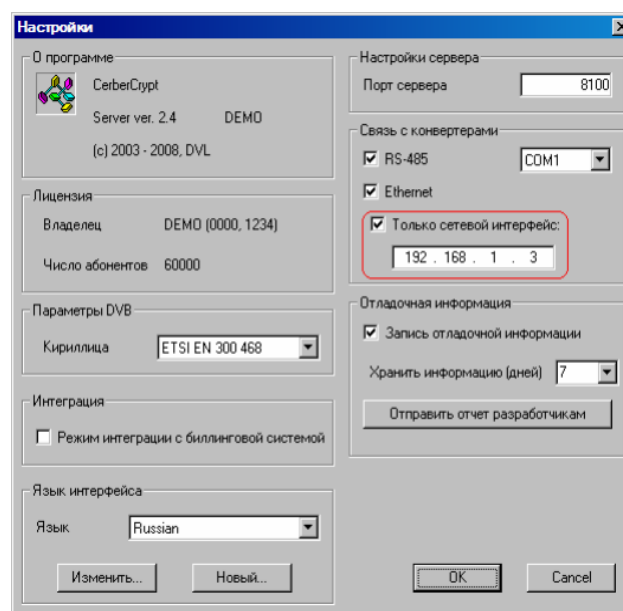 Настройки
О программе
CerberCrypt
Server ver. 2.4 DEMO
(c) 2003 - 2008, DVL
Лицензия
Владелец DEMO (0000, 1234)
Число абонентов 60000
Параметры DVB
Кириллица ETSI EN 300 468
Интеграция
Режим интеграции с биллинговой системой
Язык интерфейса
Язык Russian
Изменить... Новый...
Настройки сервера
Порт сервера 8100
Связь с конвертерами
RS-485 COM1
Ethernet
Только сетевой интерфейс:
192 . 168 . 1 . 3
Отладочная информация
Запись отладочной информации
Хранить информацию (дней) 7
Отправить отчет разработчикам
OK Cancel